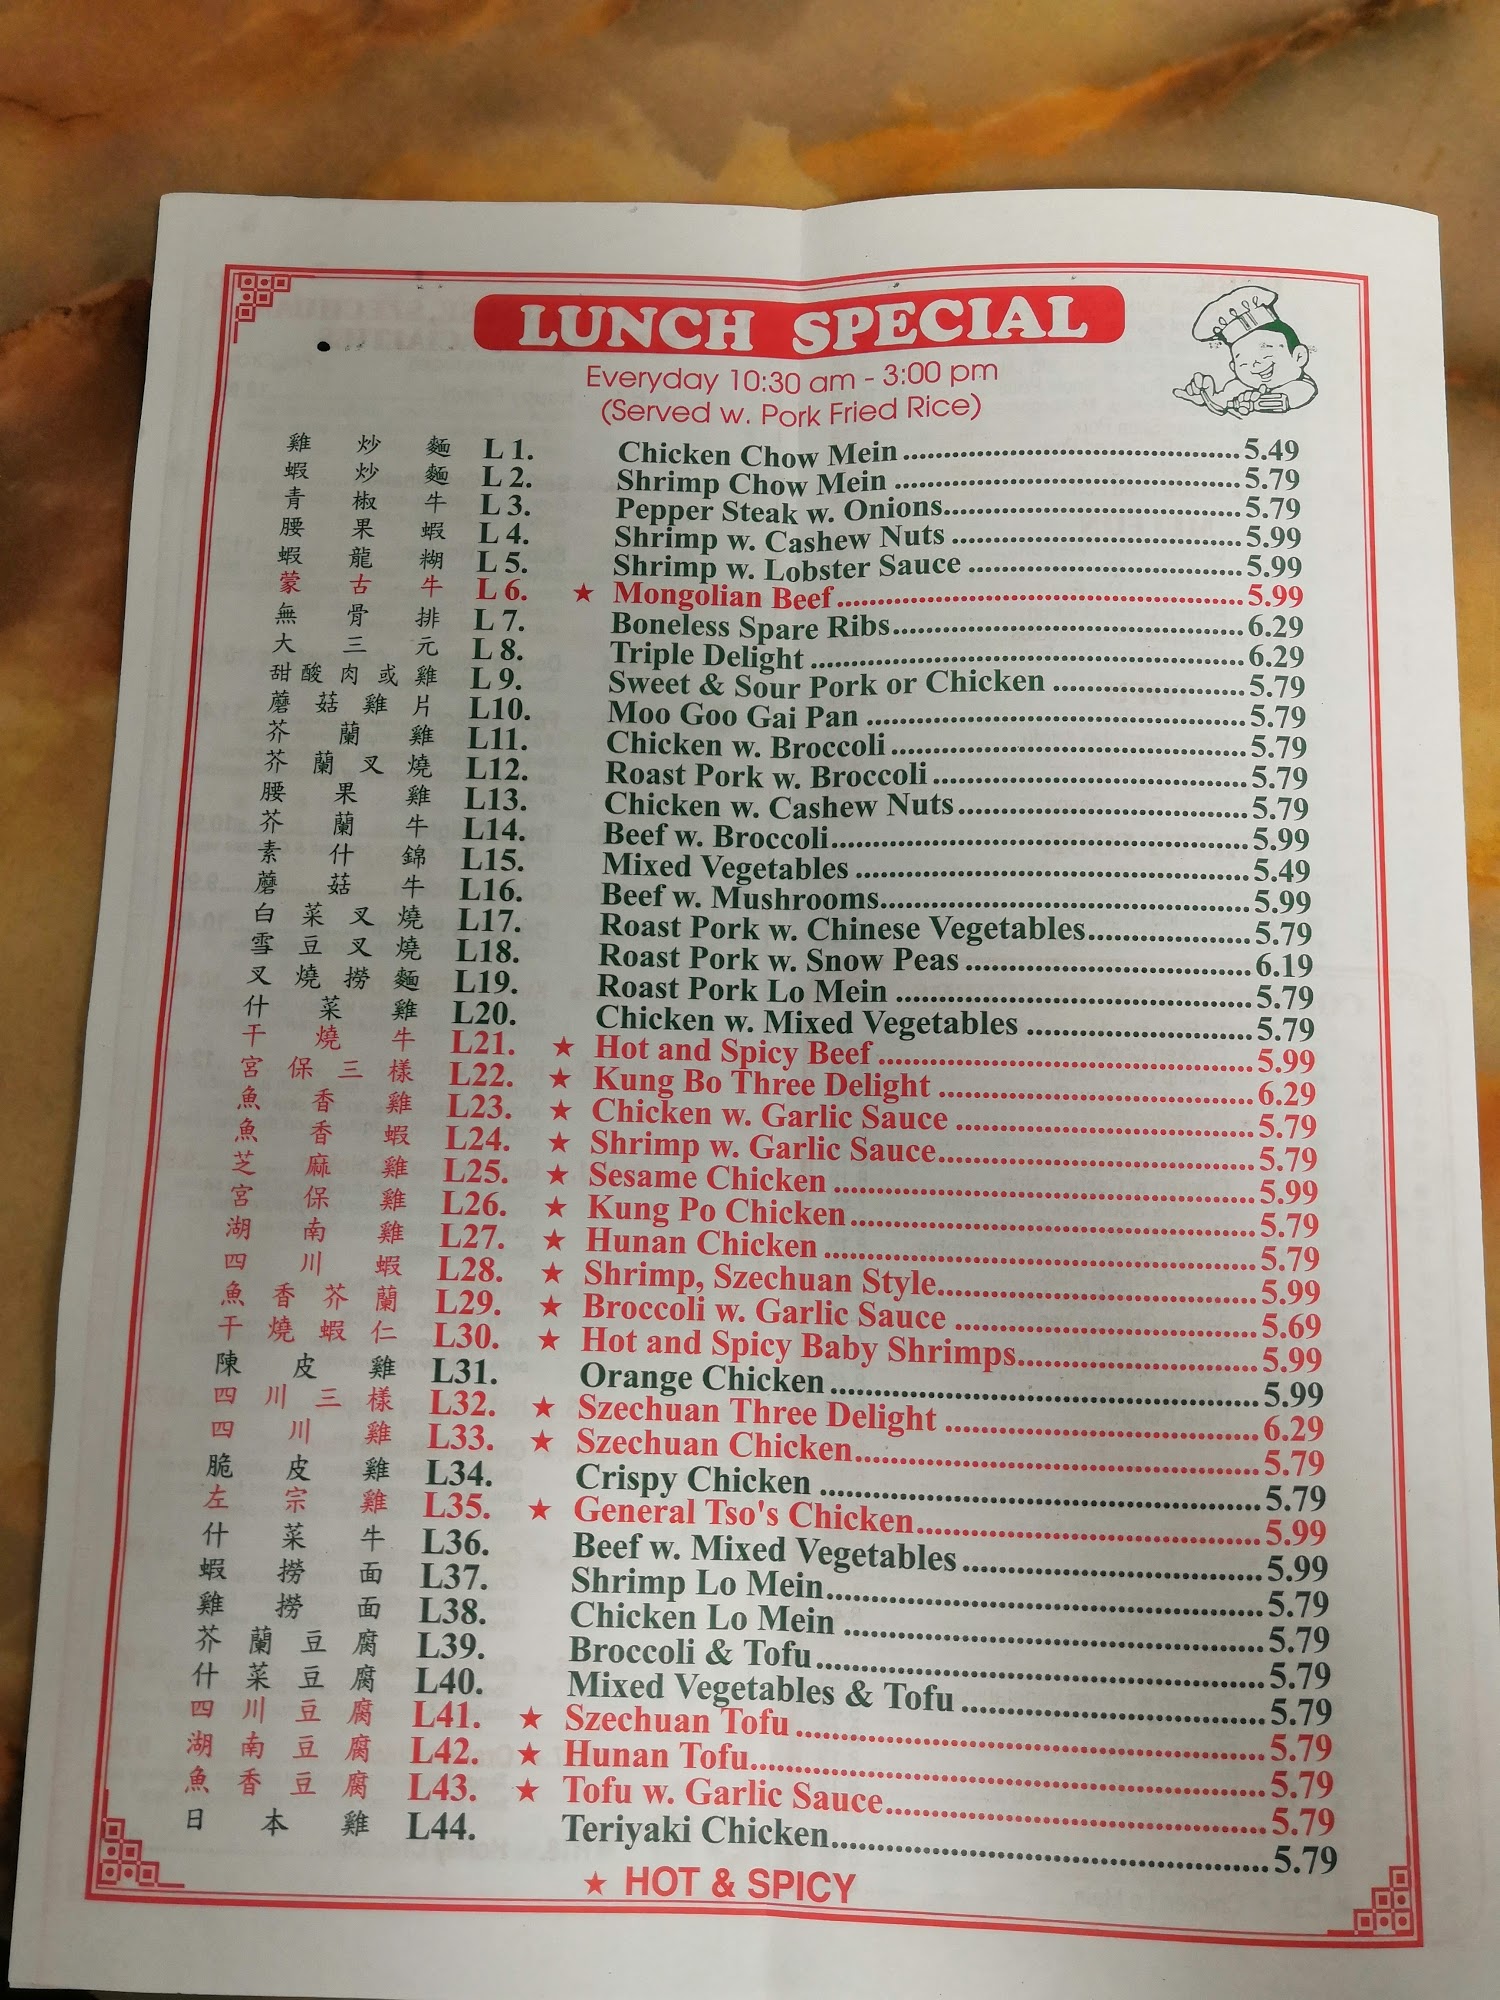 LUNCH SPECIAL
Everyday 10:30 am - 3:00 pm
(Served w. Pork Fried Rice)
雞炒麵 L 1. Chicken Chow Mein 5.49
蝦炒麵 L 2. Shrimp Chow Mein 5.79
青椒牛 L 3. Pepper Steak w. Onions 5.79
腰果蝦 L 4. Shrimp w. Cashew Nuts 5.99
蝦龍糊 L 5. Shrimp w. Lobster Sauce 5.99
蒙古牛 L 6. ★ Mongolian Beef 5.99
無骨排 L 7. Boneless Spare Ribs 6.29
大三元 L 8. Triple Delight 6.29
甜酸肉或雞 L 9. Sweet & Sour Pork or Chicken 5.79
蘑菇雞片 L10. Moo Goo Gai Pan 5.79
芥蘭雞 L11. Chicken w. Broccoli 5.79
芥蘭叉燒 L12. Roast Pork w. Broccoli 5.79
腰果雞 L13. Chicken w. Cashew Nuts 5.79
芥蘭牛 L14. Beef w. Broccoli 5.99
素什錦 L15. Mixed Vegetables 5.49
蘑菇牛 L16. Beef w. Mushrooms 5.99
白菜叉燒 L17. Roast Pork w. Chinese Vegetables 5.79
雪豆叉燒 L18. Roast Pork w. Snow Peas 6.19
叉燒撈麵 L19. Roast Pork Lo Mein 5.79
什菜雞 L20. Chicken w. Mixed Vegetables 5.79
干燒牛 L21. ★ Hot and Spicy Beef 5.99
宮保三樣 L22. ★ Kung Bo Three Delight 6.29
魚香雞 L23. ★ Chicken w. Garlic Sauce 5.79
魚香蝦 L24. ★ Shrimp w. Garlic Sauce 5.79
芝麻雞 L25. ★ Sesame Chicken 5.99
宮保雞 L26. ★ Kung Po Chicken 5.79
湖南雞 L27. ★ Hunan Chicken 5.79
四川蝦 L28. ★ Shrimp, Szechuan Style 5.99
魚香芥蘭 L29. ★ Broccoli w. Garlic Sauce 5.69
干燒蝦仁 L30. ★ Hot and Spicy Baby Shrimps 5.99
陳皮雞 L31. Orange Chicken 5.99
四川三樣 L32. ★ Szechuan Three Delight 6.29
四川雞 L33. ★ Szechuan Chicken 5.79
脆皮雞 L34. Crispy Chicken 5.79
左宗雞 L35. ★ General Tso's Chicken 5.99
什菜牛 L36. Beef w. Mixed Vegetables 5.99
蝦撈面 L37. Shrimp Lo Mein 5.79
雞撈面 L38. Chicken Lo Mein 5.79
芥蘭豆腐 L39. Broccoli & Tofu 5.79
什菜豆腐 L40. Mixed Vegetables & Tofu 5.79
四川豆腐 L41. ★ Szechuan Tofu 5.79
湖南豆腐 L42. ★ Hunan Tofu 5.79
魚香豆腐 L43. ★ Tofu w. Garlic Sauce 5.79
日本雞 L44. Teriyaki Chicken 5.79
★ HOT & SPICY